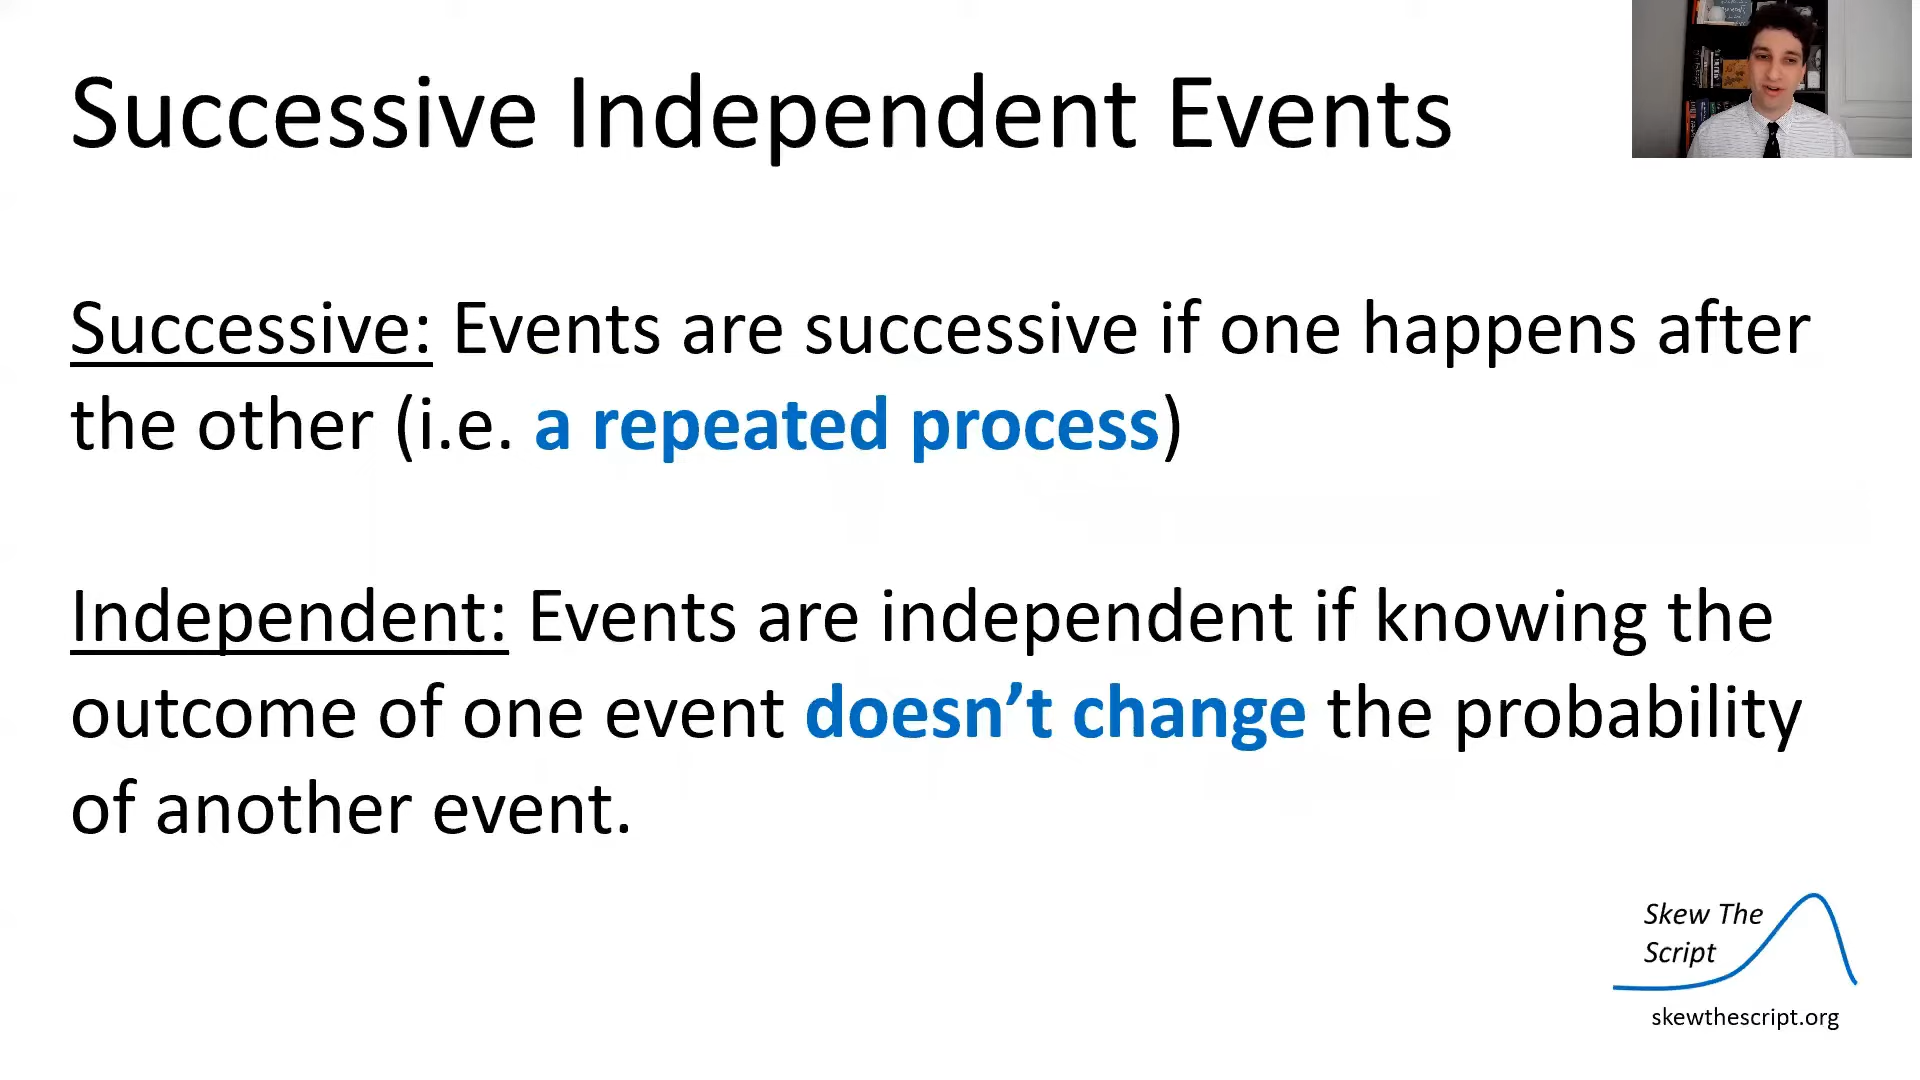 Successive Independent Events
Successive: Events are successive if one happens after
the other (i.e. a repeated process)
Independent: Events are independent if knowing the
outcome of one event doesn’t change the probability
of another event.
Skew The
Script
skewthescript.org